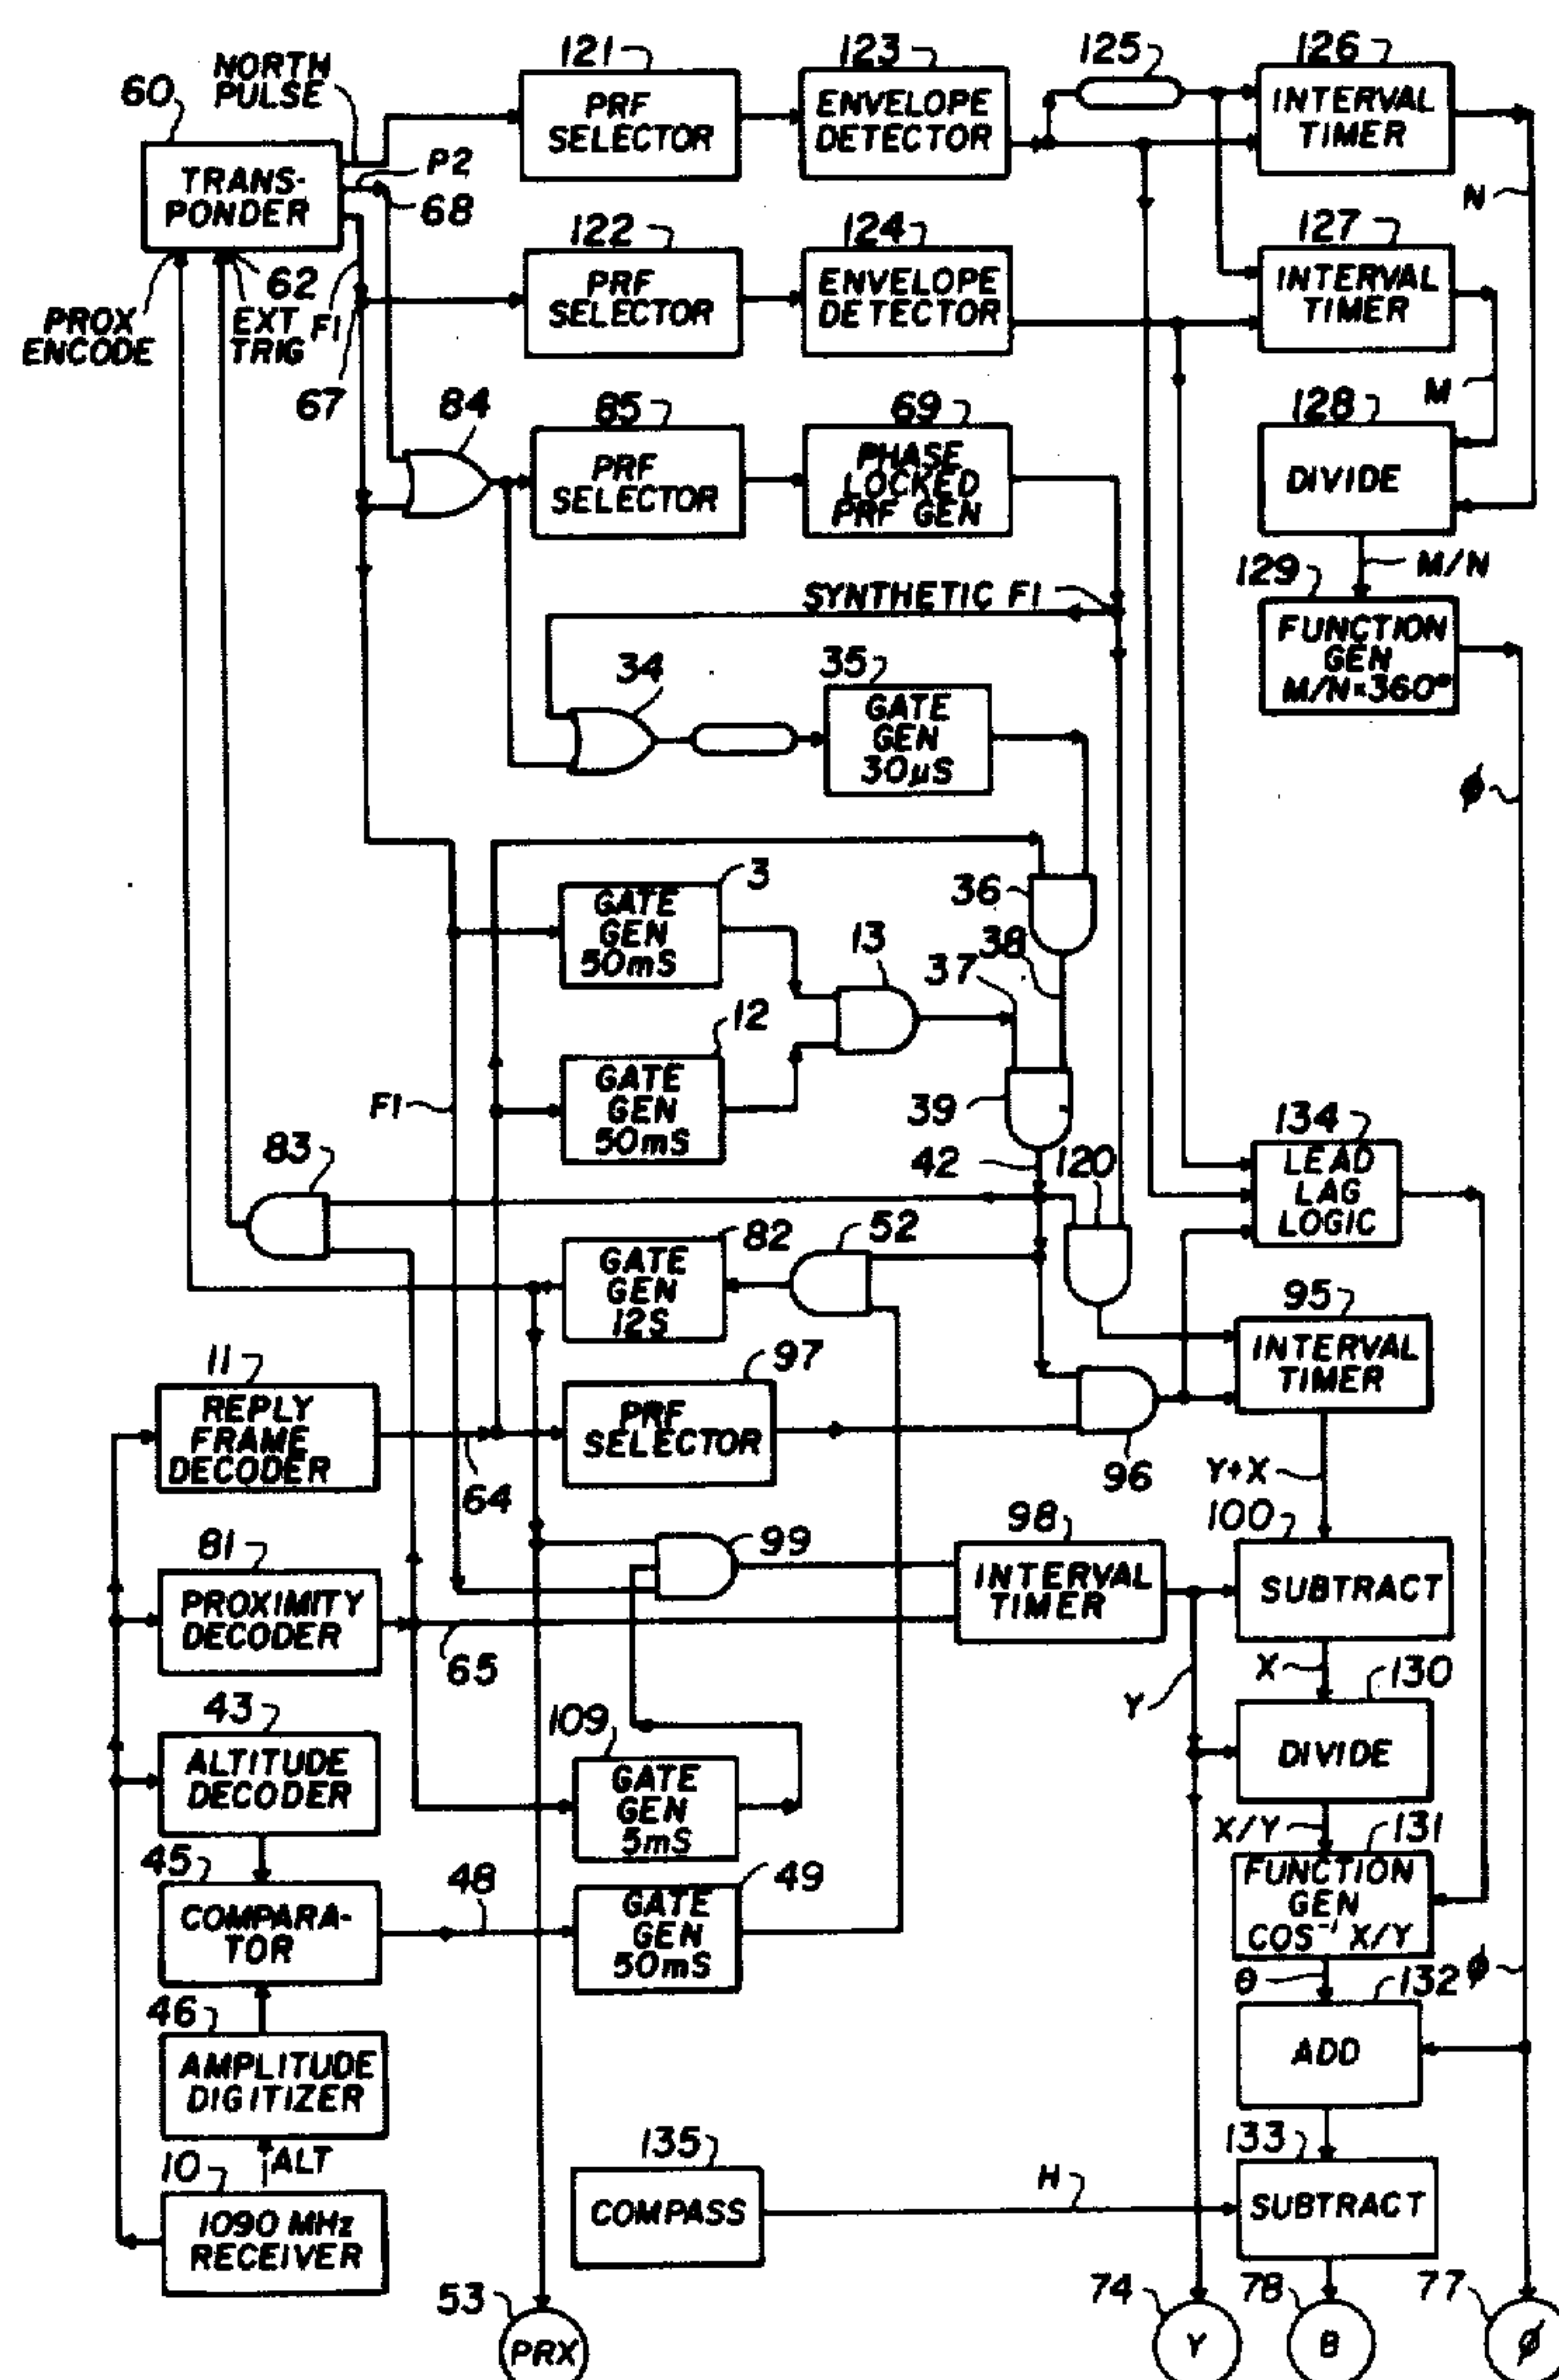 121
123
125
126
NORTH
PULSE
60
PRF
SELECTOR
ENVELOPE
DETECTOR
INTERVAL
TIMER
P2
TRANS-
PONDER
68
N
122
124
127
62
PRF
SELECTOR
ENVELOPE
DETECTOR
INTERVAL
TIMER
PROX
ENCODE
EXT
TRIG
F1
67
84
85
69
M
128
PRF
SELECTOR
PHASE
LOCKED
PRF GEN
DIVIDE
M/N
129
SYNTHETIC F1
FUNCTION
GEN
M/N×360°
34
35
GATE
GEN
30µS
ϕ
3
36
GATE
GEN
50mS
13
38
37
12
GATE
GEN
50mS
F1
39
134
83
42
120
LEAD
LAG
LOGIC
82
52
GATE
GEN
12S
95
11
97
INTERVAL
TIMER
REPLY
FRAME
DECODER
PRF
SELECTOR
64
96
Y+X
81
99
98
100
PROXIMITY
DECODER
INTERVAL
TIMER
SUBTRACT
65
X
130
43
109
Y
ALTITUDE
DECODER
GATE
GEN
5mS
DIVIDE
X/Y
131
45
48
49
FUNCTION
GEN
COS⁻¹ X/Y
COMPARA-
TOR
GATE
GEN
50mS
θ
132
ϕ
46
AMPLITUDE
DIGITIZER
ADD
135
133
10
ALT
H
COMPASS
SUBTRACT
1090 MHz
RECEIVER
53
74
78
77
PRX
Y
B
ϕ